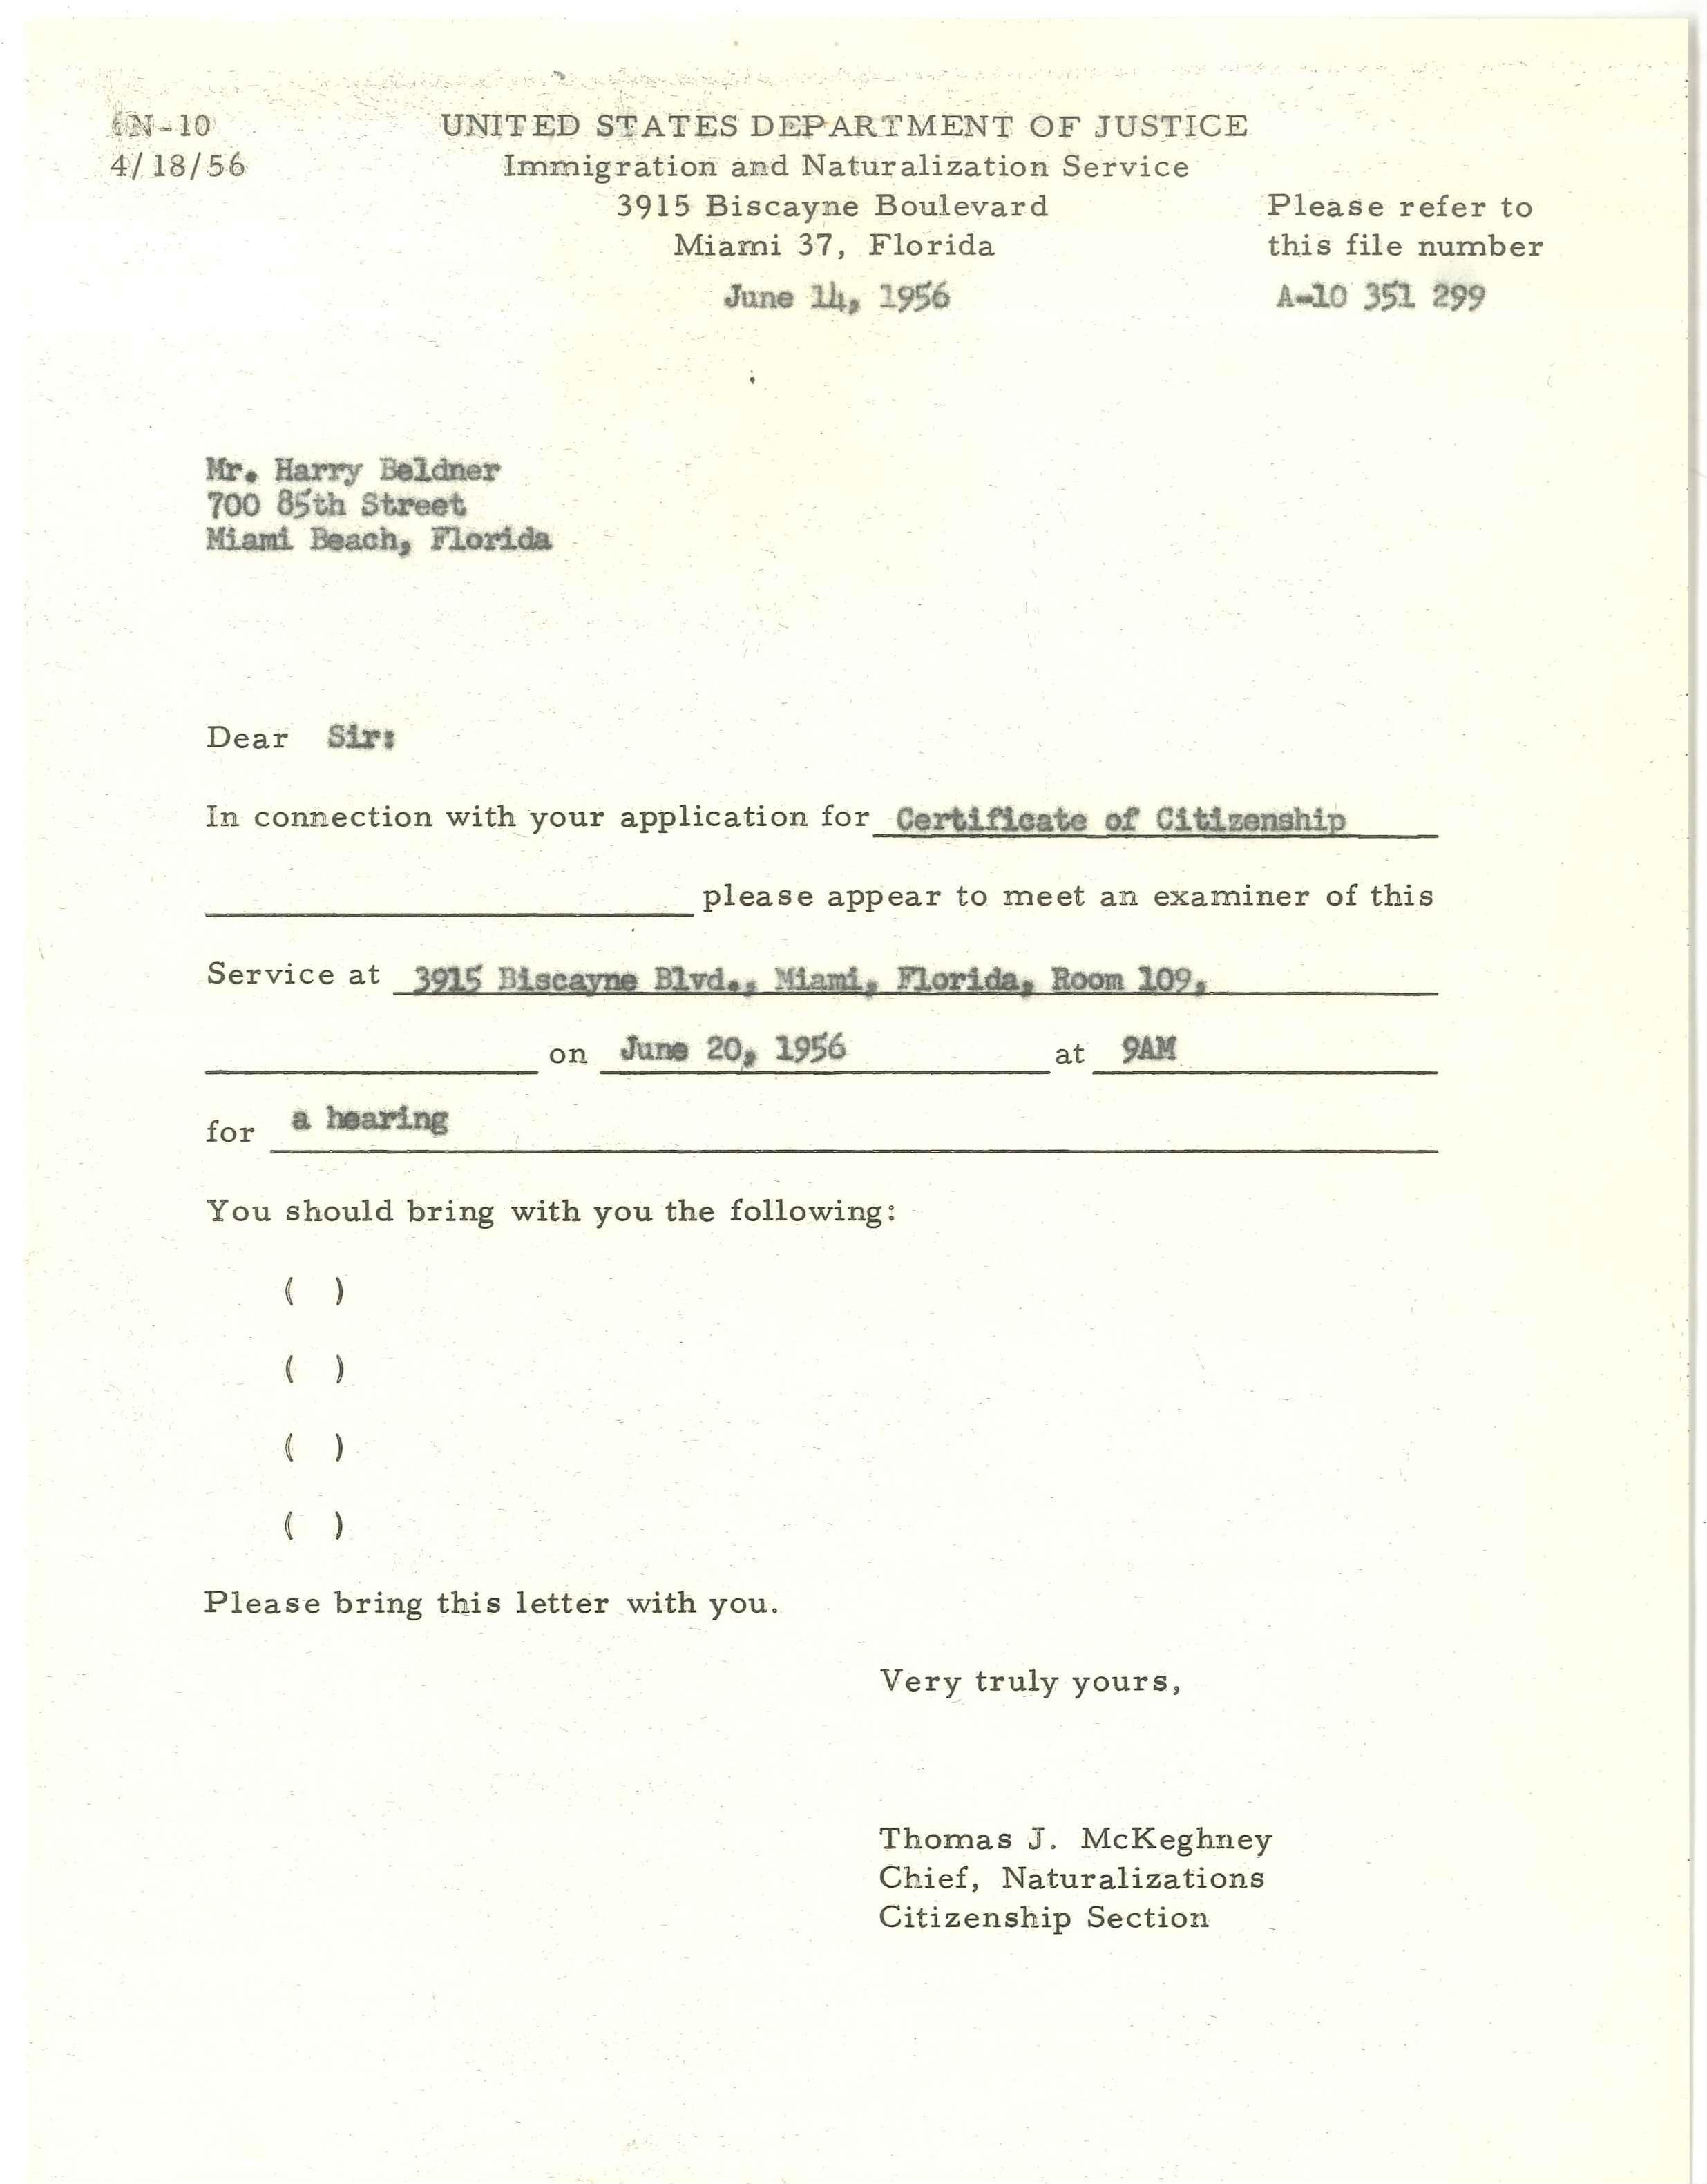 N-10
UNITED STATES DEPARTMENT OF JUSTICE
4/18/56
Immigration and Naturalization Service
3915 Biscayne Boulevard
Please refer to
Miami 37, Florida
this file number
June 14, 1956
A-10 351 299
Mr. Harry Beldner
700 85th Street
Miami Beach, Florida
Dear Sir:
In connection with your application for Certificate of Citizenship
please appear to meet an examiner of this
Service at 3915 Biscayne Blvd., Miami, Florida, Room 109,
on June 20, 1956 at 9AM
for a hearing
You should bring with you the following:
( )
( )
( )
( )
Please bring this letter with you.
Very truly yours,
Thomas J. McKeghney
Chief, Naturalizations
Citizenship Section